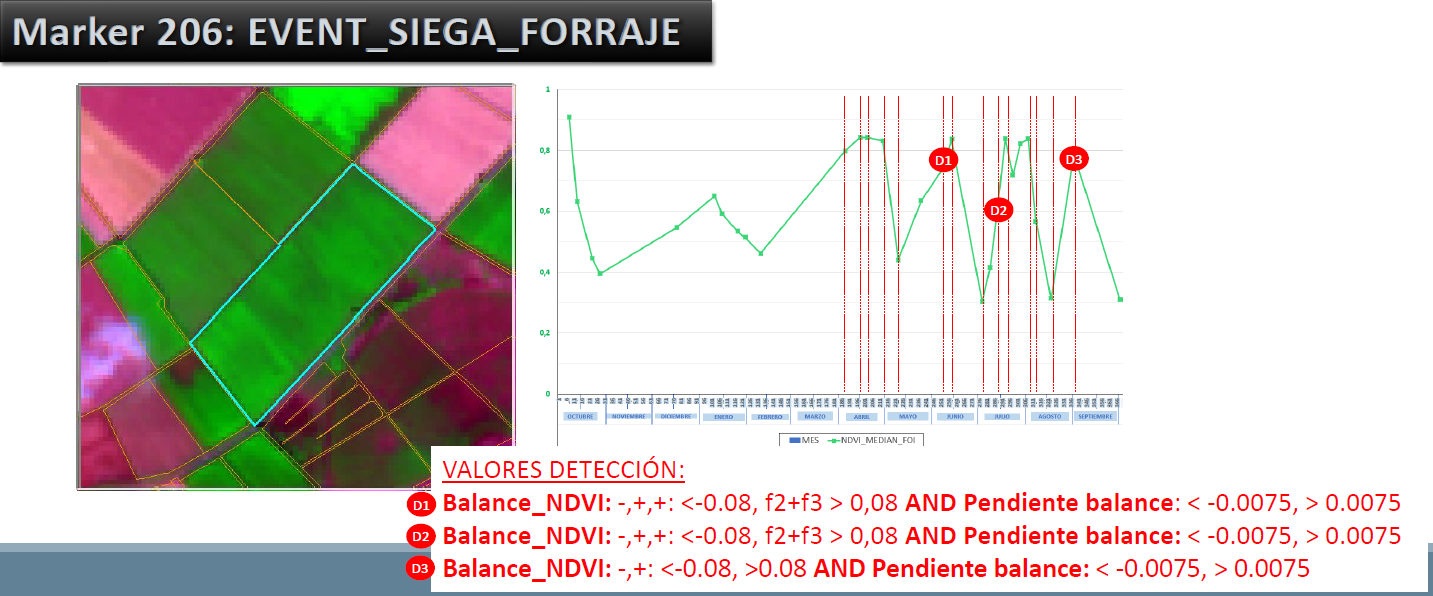 Marker 206: EVENT_SIEGA_FORRAJE
1
0,8
0,6
0,4
0,2
0
D1
D2
D3
OCTUBRE NOVIEMBRE DICIEMBRE ENERO FEBRERO MARZO ABRIL MAYO JUNIO JULIO AGOSTO SEPTIEMBRE
MES NDVI_MEDIAN_FOI
VALORES DETECCIÓN:
D1 Balance_NDVI: -,+,+: <-0.08, f2+f3 > 0,08 AND Pendiente balance: < -0.0075, > 0.0075
D2 Balance_NDVI: -,+,+: <-0.08, f2+f3 > 0,08 AND Pendiente balance: < -0.0075, > 0.0075
D3 Balance_NDVI: -,+: <-0.08, >0.08 AND Pendiente balance: < -0.0075, > 0.0075